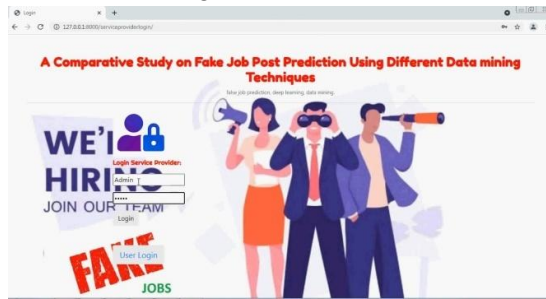 Login
127.0.0.1:8000/serviceproviderlogin/
A Comparative Study on Fake Job Post Prediction Using Different Data mining
Techniques
fake job prediction, deep learning, data mining.
WE'
HIRI
JOIN OUR TEAM
Login Service Provider:
Admin
Login
User Login
FAKE
JOBS